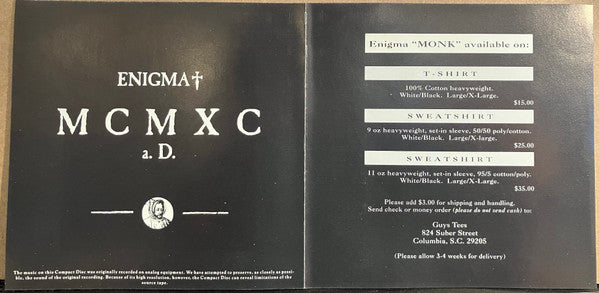 ENIGMA†
MCMXC
a. D.
The music on this Compact Disc was originally recorded on analog equipment. We have attempted to preserve, as closely as possi-
ble, the sound of the original recording. Because of its high resolution, however, the Compact Disc can reveal limitations of the
source tape.
Enigma "MONK" available on:
T-SHIRT
100% Cotton heavyweight.
White/Black. Large/X-Large.
$15.00
SWEATSHIRT
9 oz heavyweight, set-in sleeve, 50/50 poly/cotton.
White/Black. Large/X-large.
$25.00
SWEATSHIRT
11 oz heavyweight, set-in sleeve, 95/5 cotton/poly.
White/Black. Large/X-Large.
$35.00
Please add $3.00 for shipping and handling.
Send check or money order (please do not send cash) to:
Guys Tees
824 Suber Street
Columbia, S.C. 29205
(Please allow 3-4 weeks for delivery)